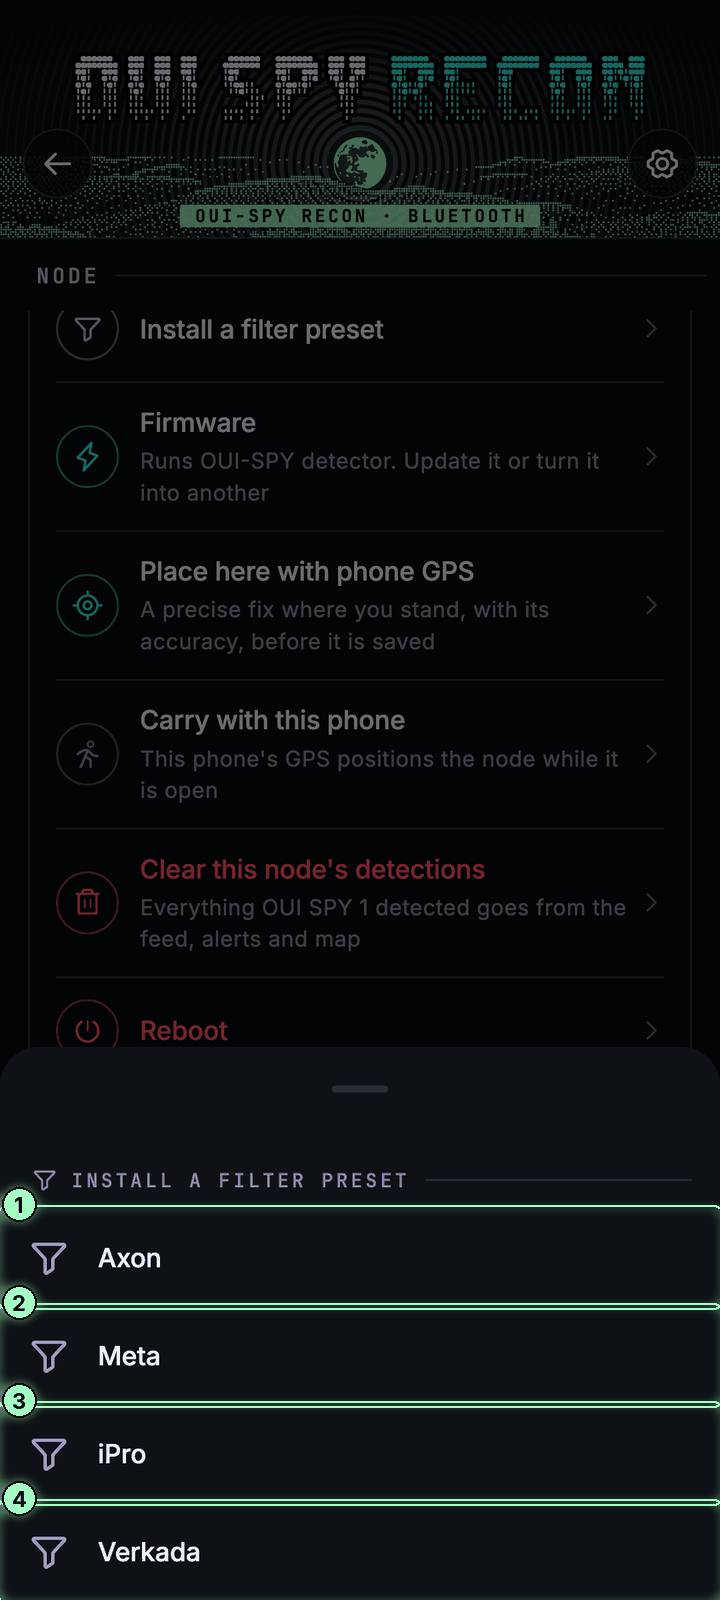 OUI SPY RECON
OUI-SPY RECON · BLUETOOTH
NODE
Install a filter preset
Firmware
Runs OUI-SPY detector. Update it or turn it
into another
Place here with phone GPS
A precise fix where you stand, with its
accuracy, before it is saved
Carry with this phone
This phone's GPS positions the node while it
is open
Clear this node's detections
Everything OUI SPY 1 detected goes from the
feed, alerts and map
Reboot
INSTALL A FILTER PRESET
1
Axon
2
Meta
3
iPro
4
Verkada